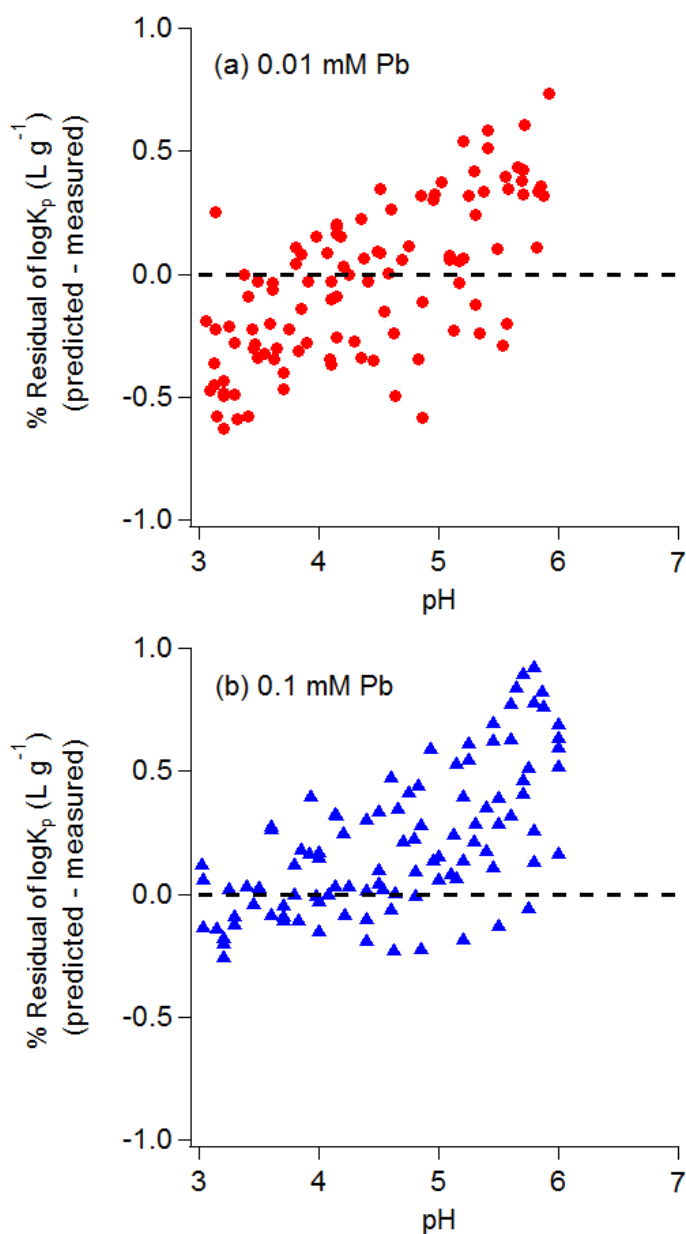 1.0
(a) 0.01 mM Pb
0.5
0.0
-0.5
-1.0
% Residual of logKₚ (L g⁻¹)
(predicted - measured)
3 4 5 6 7
pH
1.0
(b) 0.1 mM Pb
0.5
0.0
-0.5
-1.0
% Residual of logKₚ (L g⁻¹)
(predicted - measured)
3 4 5 6 7
pH